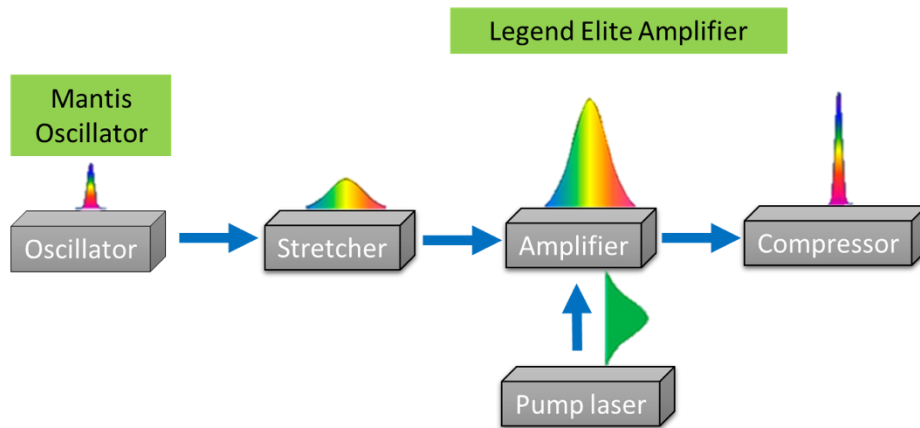 Legend Elite Amplifier
Mantis
Oscillator
Oscillator
Stretcher
Amplifier
Compressor
Pump laser